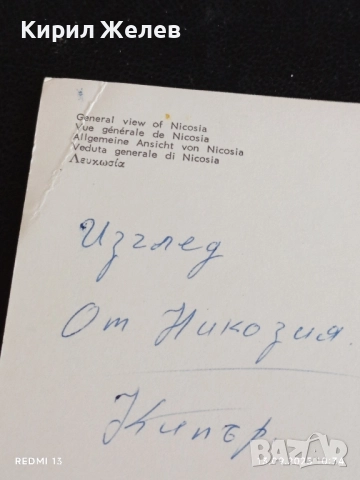 Кирил Желев
General view of Nicosia
Vue générale de Nicosia
Allgemeine Ansicht von Nicosia
Veduta generale di Nicosia
Λευκωσία
Изглед
От Никозия
Кипър
REDMI 13
BAZAR